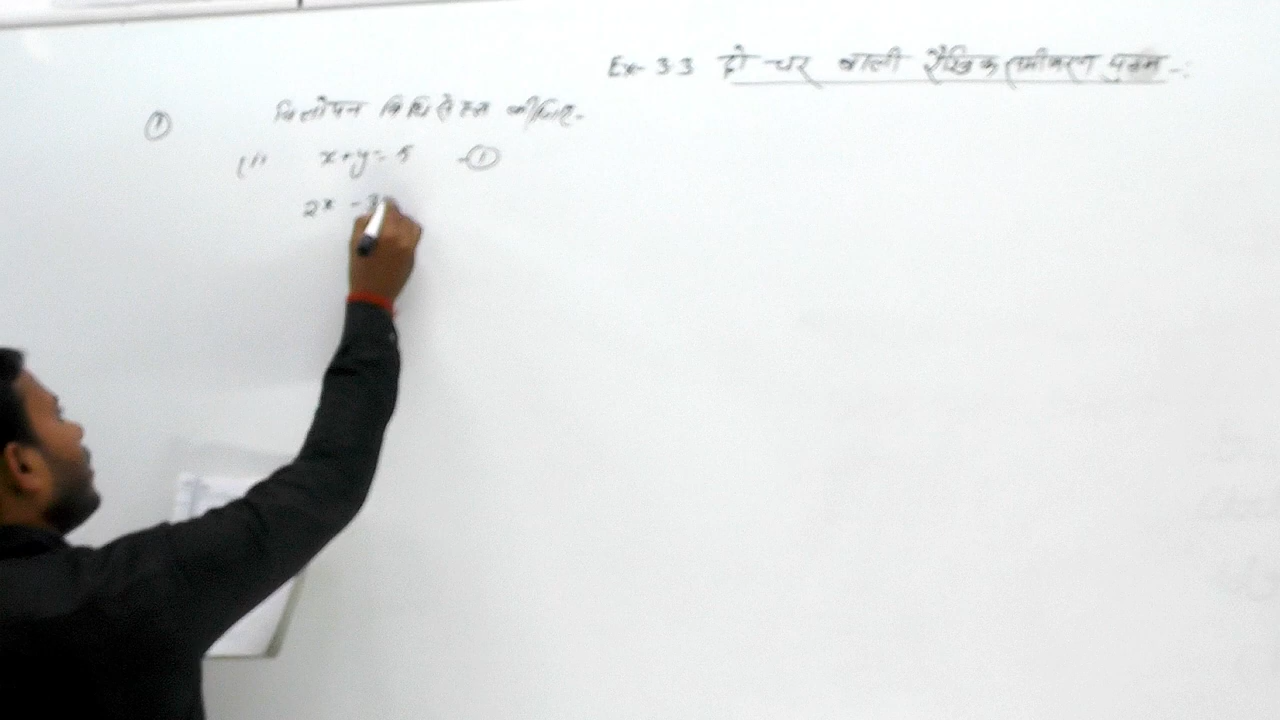 Ex- 3.3 दो चर वाली रैखिक समीकरण युग्म -:
① विलोपन विधि से हल कीजिए-
(i) x+y= 5 -①
2x - 3